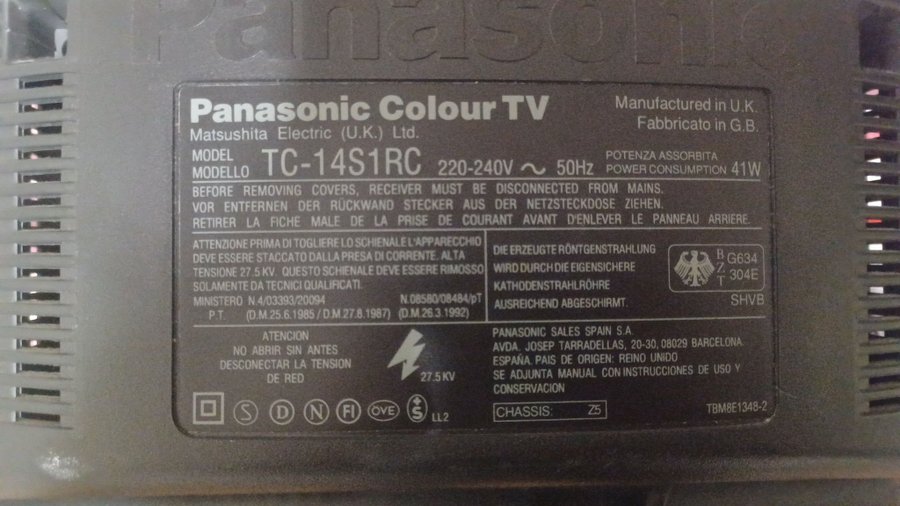 Panasonic
Panasonic Colour TV
Manufactured in U.K.
Fabbricato in G.B.
Matsushita Electric (U.K.) Ltd.
MODEL
MODELLO
TC-14S1RC 220-240V ~ 50Hz
POTENZA ASSORBITA
POWER CONSUMPTION 41W
BEFORE REMOVING COVERS, RECEIVER MUST BE DISCONNECTED FROM MAINS.
VOR ENTFERNEN DER RÜCKWAND STECKER AUS DER NETZSTECKDOSE ZIEHEN.
RETIRER LA FICHE MALE DE LA PRISE DE COURANT AVANT D'ENLEVER LE PANNEAU ARRIERE.
ATTENZIONE PRIMA DI TOGLIERE LO SCHIENALE L'APPARECCHIO
DEVE ESSERE STACCATO DALLA PRESA DI CORRENTE. ALTA
TENSIONE 27.5 KV. QUESTO SCHIENALE DEVE ESSERE RIMOSSO
SOLAMENTE DA TECNICI QUALIFICATI.
MINISTERO N.4/03393/20094 N.08580/08484/pT
P.T. (D.M.25.6.1985 / D.M.27.8.1987) (D.M.26.3.1992)
DIE ERZEUGTE RÖNTGENSTRAHLUNG
WIRD DURCH DIE EIGENSICHERE
KATHODENSTRAHLRÖHRE
AUSREICHEND ABGESCHIRMT.
BZT
G634
304E
SHVB
ATENCION
NO ABRIR SIN ANTES
DESCONECTAR LA TENSION
DE RED
27.5 KV
PANASONIC SALES SPAIN S.A.
AVDA. JOSEP TARRADELLAS, 20-30, 08029 BARCELONA.
ESPAÑA. PAIS DE ORIGEN: REINO UNIDO
SE ADJUNTA MANUAL CON INSTRUCCIONES DE USO Y
CONSERVACION
S D N FI OVE S LL2
CHASSIS: Z5
TBM8E1348-2